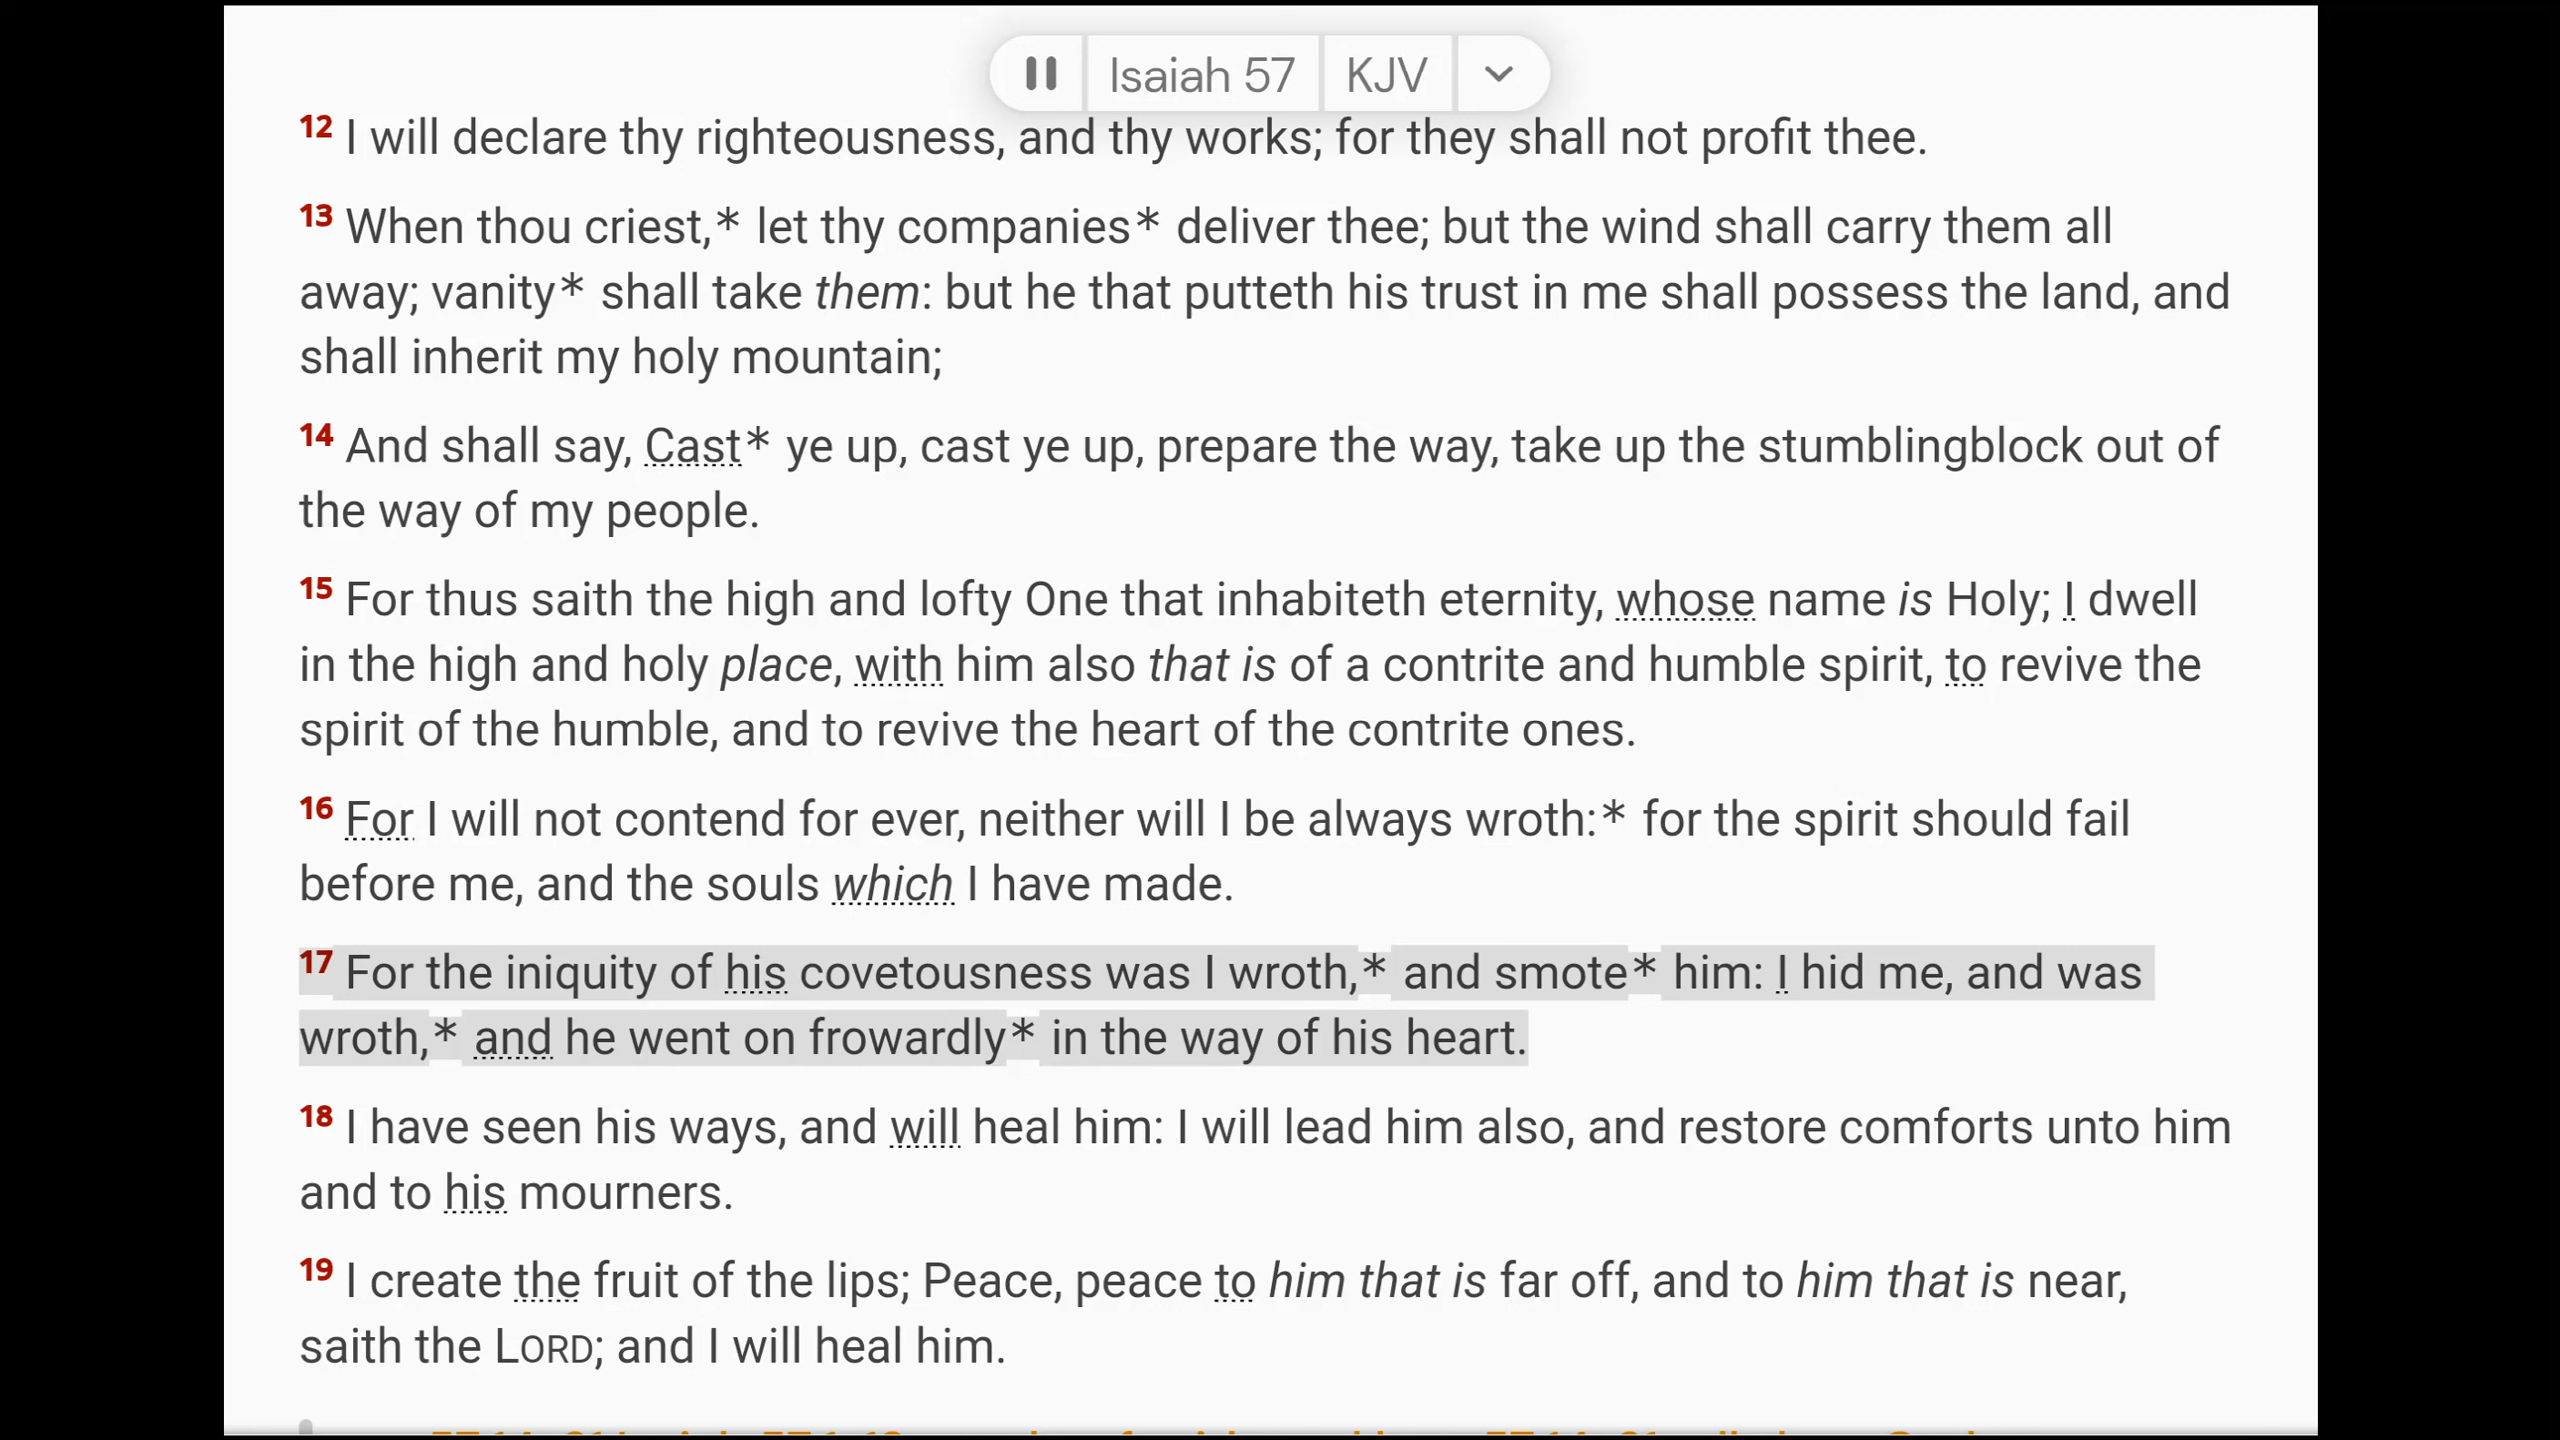 Isaiah 57 KJV
12 I will declare thy righteousness, and thy works; for they shall not profit thee.
13 When thou criest,* let thy companies* deliver thee; but the wind shall carry them all
away; vanity* shall take them: but he that putteth his trust in me shall possess the land, and
shall inherit my holy mountain;
14 And shall say, Cast* ye up, cast ye up, prepare the way, take up the stumblingblock out of
the way of my people.
15 For thus saith the high and lofty One that inhabiteth eternity, whose name is Holy; I dwell
in the high and holy place, with him also that is of a contrite and humble spirit, to revive the
spirit of the humble, and to revive the heart of the contrite ones.
16 For I will not contend for ever, neither will I be always wroth:* for the spirit should fail
before me, and the souls which I have made.
17 For the iniquity of his covetousness was I wroth,* and smote* him: I hid me, and was
wroth,* and he went on frowardly* in the way of his heart.
18 I have seen his ways, and will heal him: I will lead him also, and restore comforts unto him
and to his mourners.
19 I create the fruit of the lips; Peace, peace to him that is far off, and to him that is near,
saith the LORD; and I will heal him.